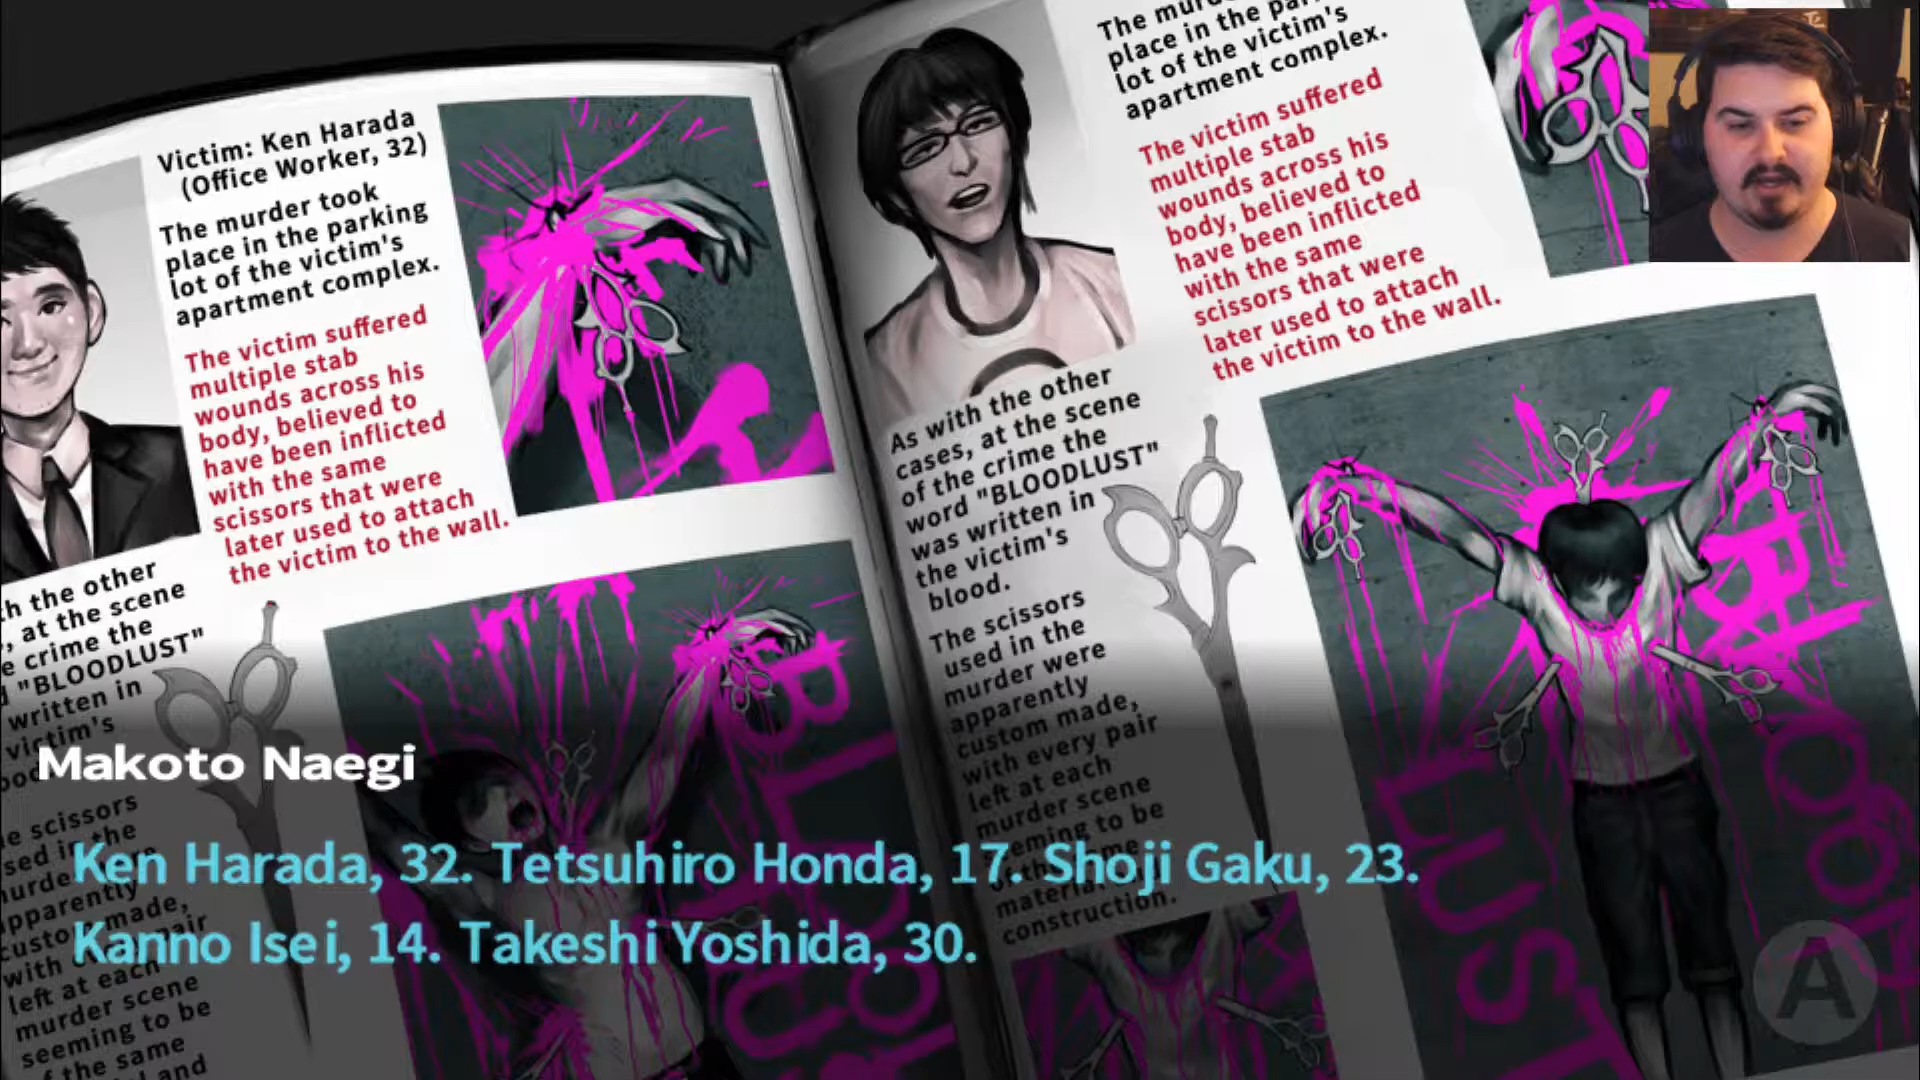 Victim: Ken Harada
(Office Worker, 32)
The murder took
place in the parking
lot of the victim's
apartment complex.
The victim suffered
multiple stab
wounds across his
body, believed to
have been inflicted
with the same
scissors that were
later used to attach
the victim to the wall.
the other
, at the scene
crime the
"BLOODLUST"
written in
victim's
scissors
the
made,
with
left at each
murder scene
seeming to be
the same
and
BLOOD
The
place in the
lot of the victim's
apartment complex.
The victim suffered
multiple stab
wounds across his
body, believed to
have been inflicted
with the same
scissors that were
later used to attach
the victim to the wall.
As with the other
cases, at the scene
of the crime the
word "BLOODLUST"
was written in
the victim's
blood.
The scissors
used in the
murder were
apparently
custom made,
with every pair
left at each
murder scene
seeming to be
construction.
LUST
Makoto Naegi
Ken Harada, 32. Tetsuhiro Honda, 17. Shoji Gaku, 23.
Kanno Isei, 14. Takeshi Yoshida, 30.
A